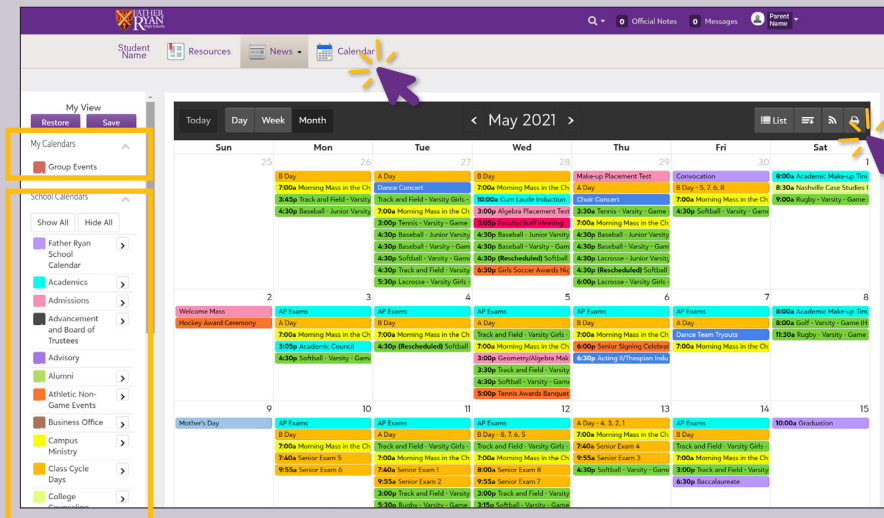 FATHER
RYAN
High School
0 Official Notes 0 Messages Parent Name
Student Name Resources News Calendar
My View
Restore Save
My Calendars
Group Events
School Calendars
Show All Hide All
Father Ryan
School
Calendar
Academics
Admissions
Advancement
and Board of
Trustees
Advisory
Alumni
Athletic Non-
Game Events
Business Office
Campus
Ministry
Class Cycle
Days
College
Counseling
Today Day Week Month < May 2021 > List
Sun Mon Tue Wed Thu Fri Sat
25 26 27 28 29 30 1
B Day
7:00a Morning Mass in the Ch
3:45p Track and Field - Varsity
4:30p Baseball - Junior Varsity
A Day
Dance Concert
Track and Field - Varsity Girls -
7:00a Morning Mass in the Ch
3:00p Tennis - Varsity - Game
4:30p Baseball - Junior Varsity
4:30p Baseball - Varsity - Gam
4:30p Softball - Varsity - Gam
4:30p Track and Field - Varsity
5:30p Lacrosse - Varsity Girls -
B Day
7:00a Morning Mass in the Ch
10:00a Cum Laude Induction
3:00p Algebra Placement Test
3:05p Faculty/Staff Meeting
4:30p Baseball - Junior Varsity
4:30p Baseball - Varsity - Gam
4:30p (Rescheduled) Softball
6:30p Girls Soccer Awards Nig
Make-up Placement Test
A Day
Choir Concert
3:30a Tennis - Varsity - Game
7:00a Morning Mass in the Ch
4:30p Baseball - Junior Varsity
4:30p Baseball - Varsity - Gam
4:30p Lacrosse - Junior Varsity
4:30p (Rescheduled) Softball
6:00p Lacrosse - Varsity Girls -
Convocation
B Day - 5, 7, 6, 8
7:00a Morning Mass in the Ch
4:30p Softball - Varsity - Game
8:00a Academic Make-up Tim
8:30a Nashville Case Studies I
9:00a Rugby - Varsity - Game
2 3 4 5 6 7 8
Welcome Mass
Hockey Award Ceremony
AP Exams
A Day
7:00a Morning Mass in the Ch
3:05p Academic Council
4:30p Softball - Varsity - Gam
AP Exams
B Day
7:00a Morning Mass in the Ch
4:30p (Rescheduled) Softball
AP Exams
A Day
Track and Field - Varsity Girls -
7:00a Morning Mass in the Ch
3:00p Geometry/Algebra Mak
3:30p Track and Field - Varsity
4:30p Softball - Varsity - Game
5:00p Tennis Awards Banquet
AP Exams
B Day
7:00a Morning Mass in the Ch
6:00p Senior Signing Celebrat
6:30p Acting II/Thespian Indu
AP Exams
A Day
Dance Team Tryouts
7:00a Morning Mass in the Ch
8:00a Academic Make-up Tim
8:00a Golf - Varsity - Game (H
11:30a Rugby - Varsity - Game
9 10 11 12 13 14 15
Mother's Day
AP Exams
B Day
7:00a Morning Mass in the Ch
7:40a Senior Exam 5
9:55a Senior Exam 6
AP Exams
A Day
Track and Field - Varsity Girls -
7:00a Morning Mass in the Ch
7:40a Senior Exam 1
9:55a Senior Exam 2
3:00p Track and Field - Varsity
5:30p Rugby - Varsity - Game
AP Exams
B Day - 8, 7, 6, 5
Track and Field - Varsity Girls -
7:00a Morning Mass in the Ch
8:00a Senior Exam 8
9:55a Senior Exam 7
3:00p Track and Field - Varsity
3:15p Softball - Varsity - Game
A Day - 4, 3, 2, 1
7:00a Morning Mass in the Ch
7:40a Senior Exam 4
9:55a Senior Exam 3
4:30p Softball - Varsity - Game
AP Exams
B Day
Track and Field - Varsity Girls -
7:00a Morning Mass in the Ch
3:00p Track and Field - Varsity
6:30p Baccalaureate
10:00a Graduation